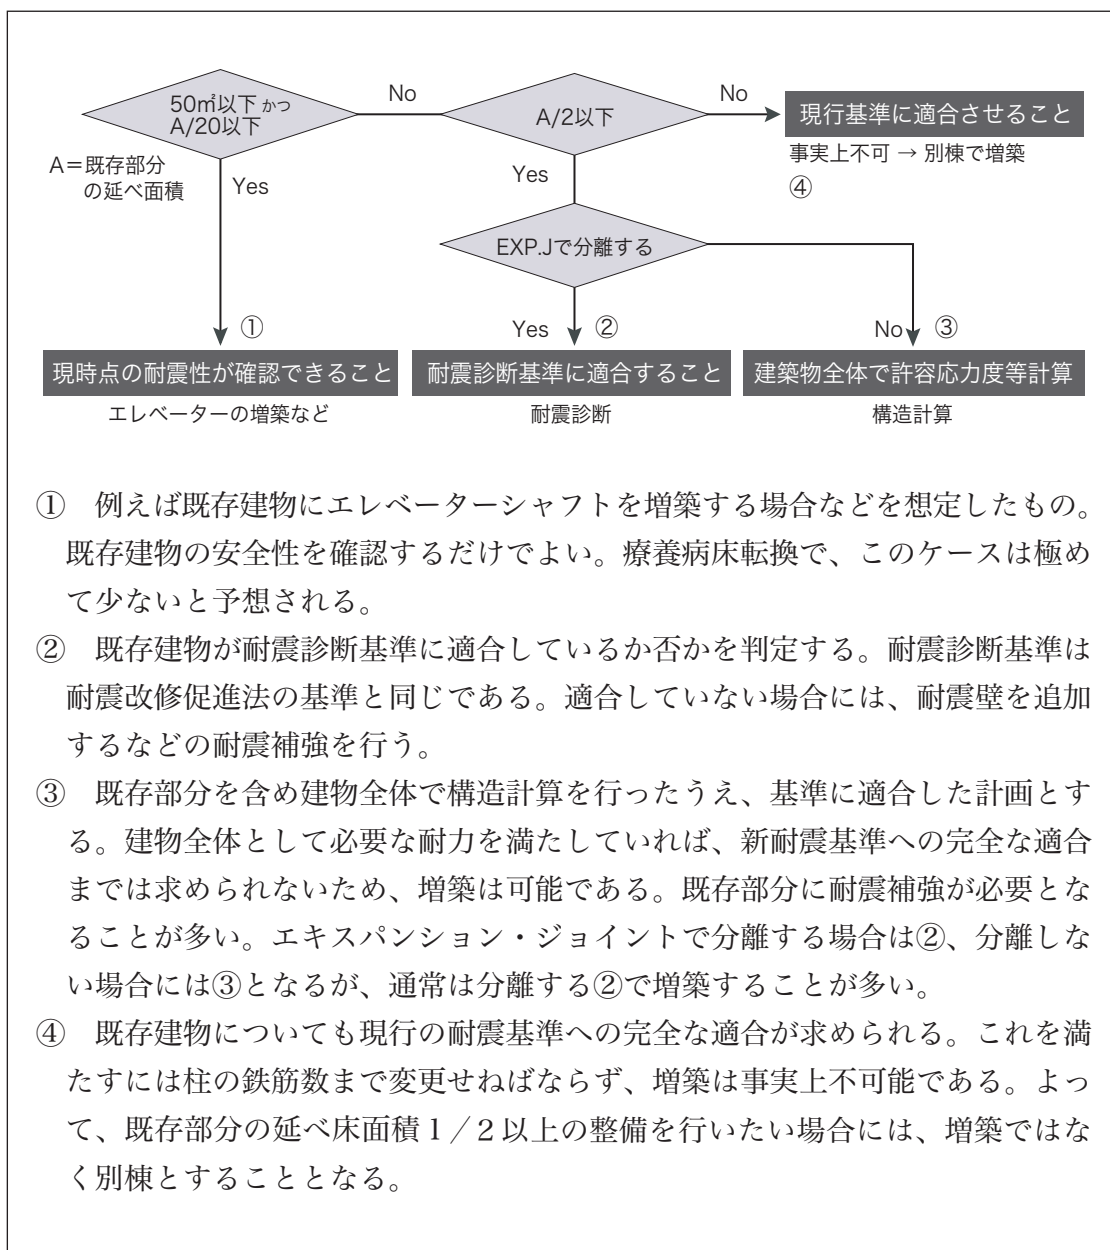 50㎡以下 かつ
A/20以下
No
A/2以下
No
現行基準に適合させること
事実上不可 → 別棟で増築
④
A＝既存部分
の延べ面積
Yes
Yes
EXP.Jで分離する
①
Yes
②
No
③
現時点の耐震性が確認できること
耐震診断基準に適合すること
建築物全体で許容応力度等計算
エレベーターの増築など
耐震診断
構造計算
①　例えば既存建物にエレベーターシャフトを増築する場合などを想定したもの。
既存建物の安全性を確認するだけでよい。療養病床転換で、このケースは極め
て少ないと予想される。
②　既存建物が耐震診断基準に適合しているか否かを判定する。耐震診断基準は
耐震改修促進法の基準と同じである。適合していない場合には、耐震壁を追加
するなどの耐震補強を行う。
③　既存部分を含め建物全体で構造計算を行ったうえ、基準に適合した計画とす
る。建物全体として必要な耐力を満たしていれば、新耐震基準への完全な適合
までは求められないため、増築は可能である。既存部分に耐震補強が必要とな
ることが多い。エキスパンション・ジョイントで分離する場合は②、分離しな
い場合には③となるが、通常は分離する②で増築することが多い。
④　既存建物についても現行の耐震基準への完全な適合が求められる。これを満
たすには柱の鉄筋数まで変更せねばならず、増築は事実上不可能である。よっ
て、既存部分の延べ床面積１／２以上の整備を行いたい場合には、増築ではな
く別棟とすることとなる。